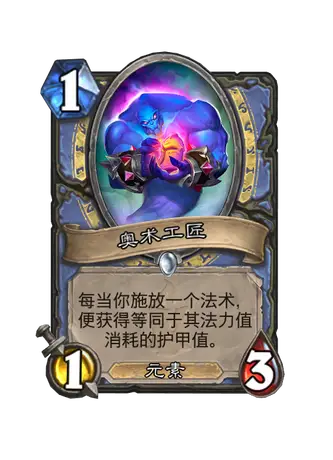 1
奥术工匠
每当你施放一个法术，
便获得等同于其法力值
消耗的护甲值。
1
元素
3